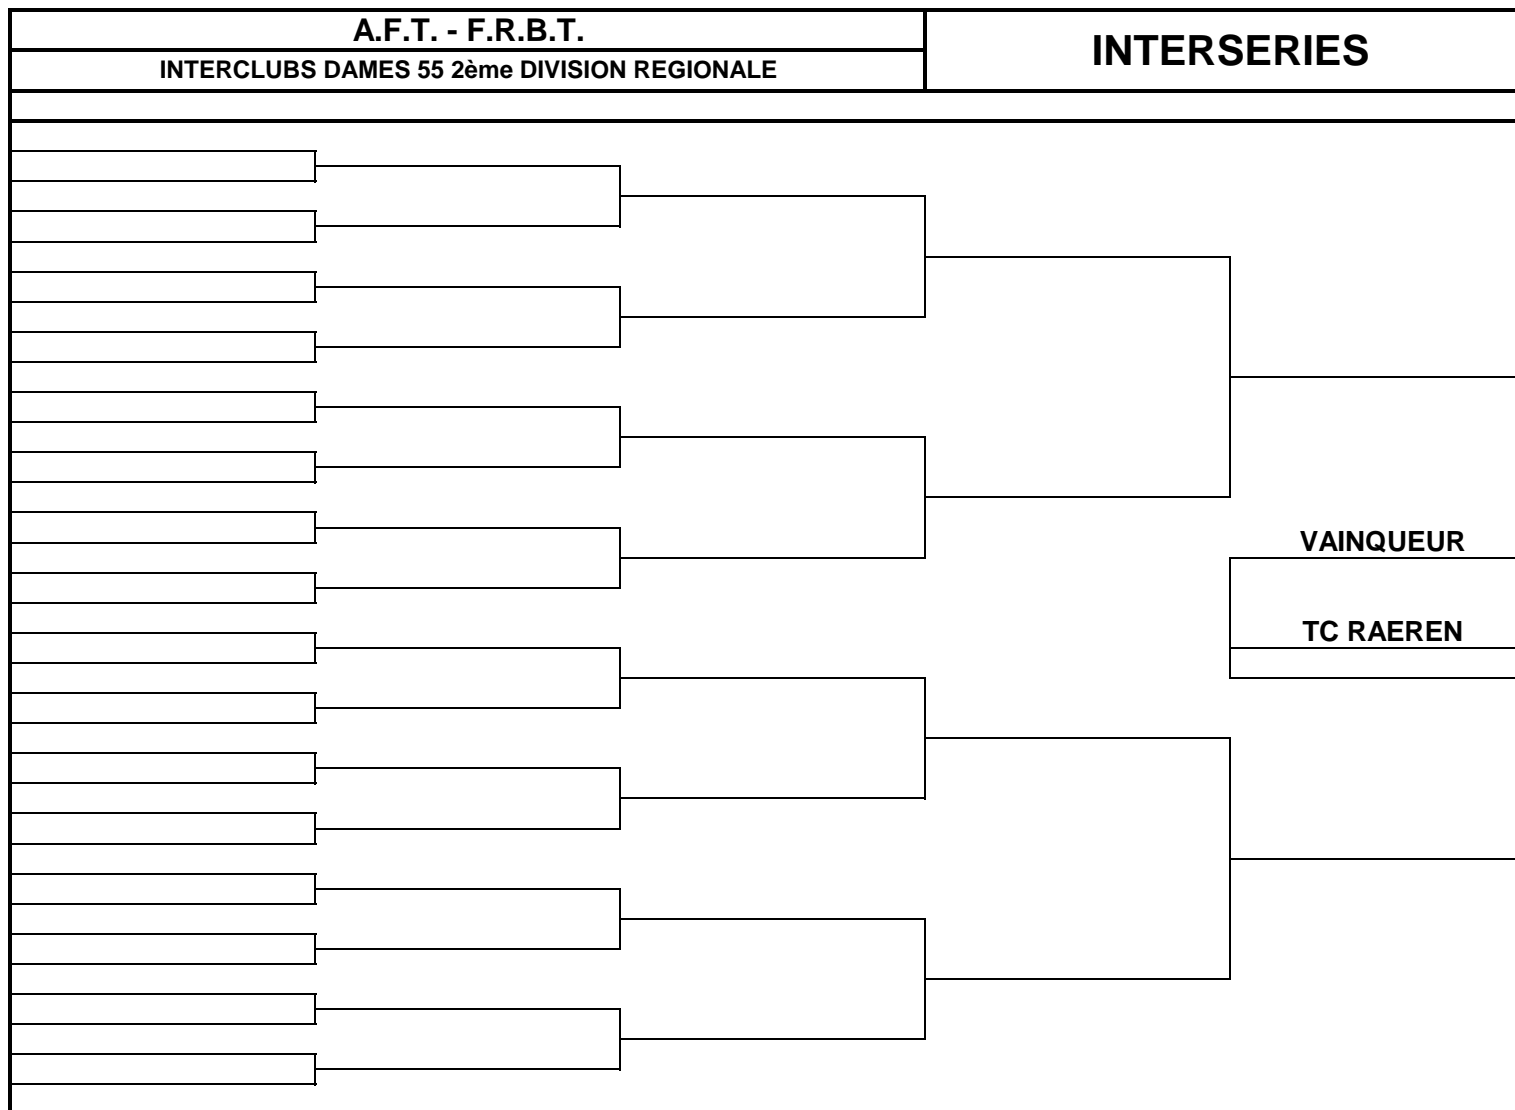 A.F.T. - F.R.B.T.
INTERSERIES
INTERCLUBS DAMES 55 2ème DIVISION REGIONALE
VAINQUEUR
TC RAEREN